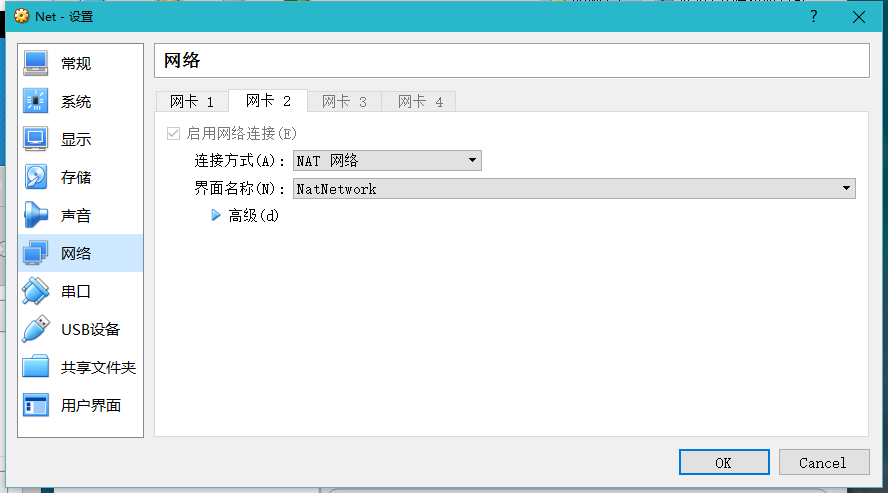 Net - 设置
?
常规
系统
显示
存储
声音
网络
串口
USB设备
共享文件夹
用户界面
网络
网卡 1 网卡 2 网卡 3 网卡 4
启用网络连接(E)
连接方式(A): NAT 网络
界面名称(N): NatNetwork
高级(d)
OK Cancel